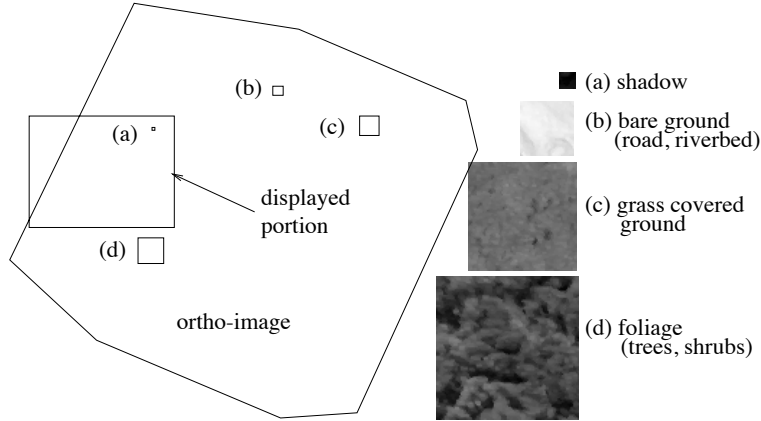 (b)
(a)
(c)
displayed
portion
(d)
ortho-image
(a) shadow
(b) bare ground
(road, riverbed)
(c) grass covered
ground
(d) foliage
(trees, shrubs)